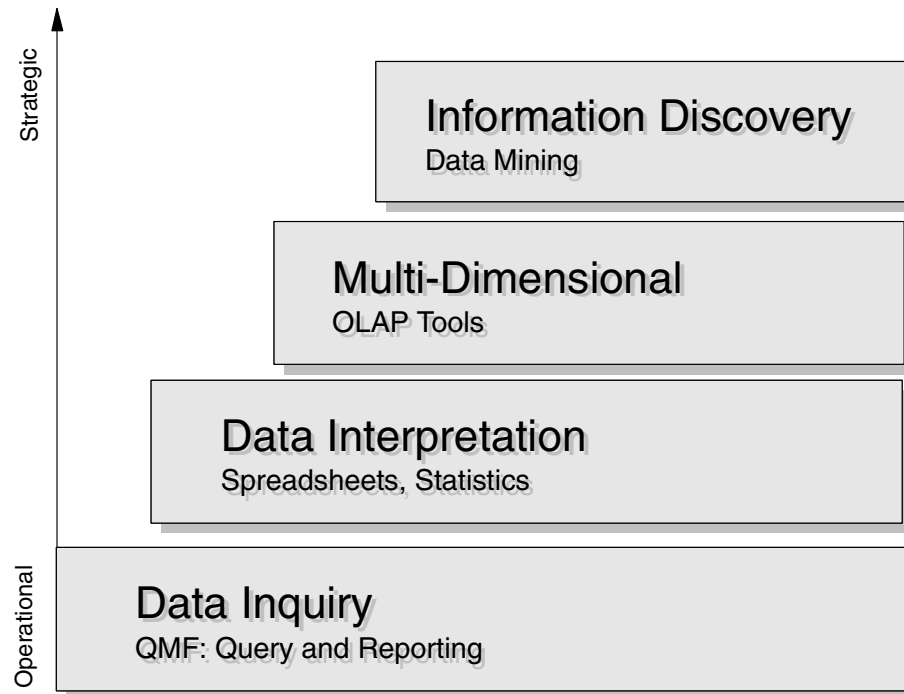 Strategic
Information Discovery
Data Mining
Multi-Dimensional
OLAP Tools
Data Interpretation
Spreadsheets, Statistics
Operational
Data Inquiry
QMF: Query and Reporting